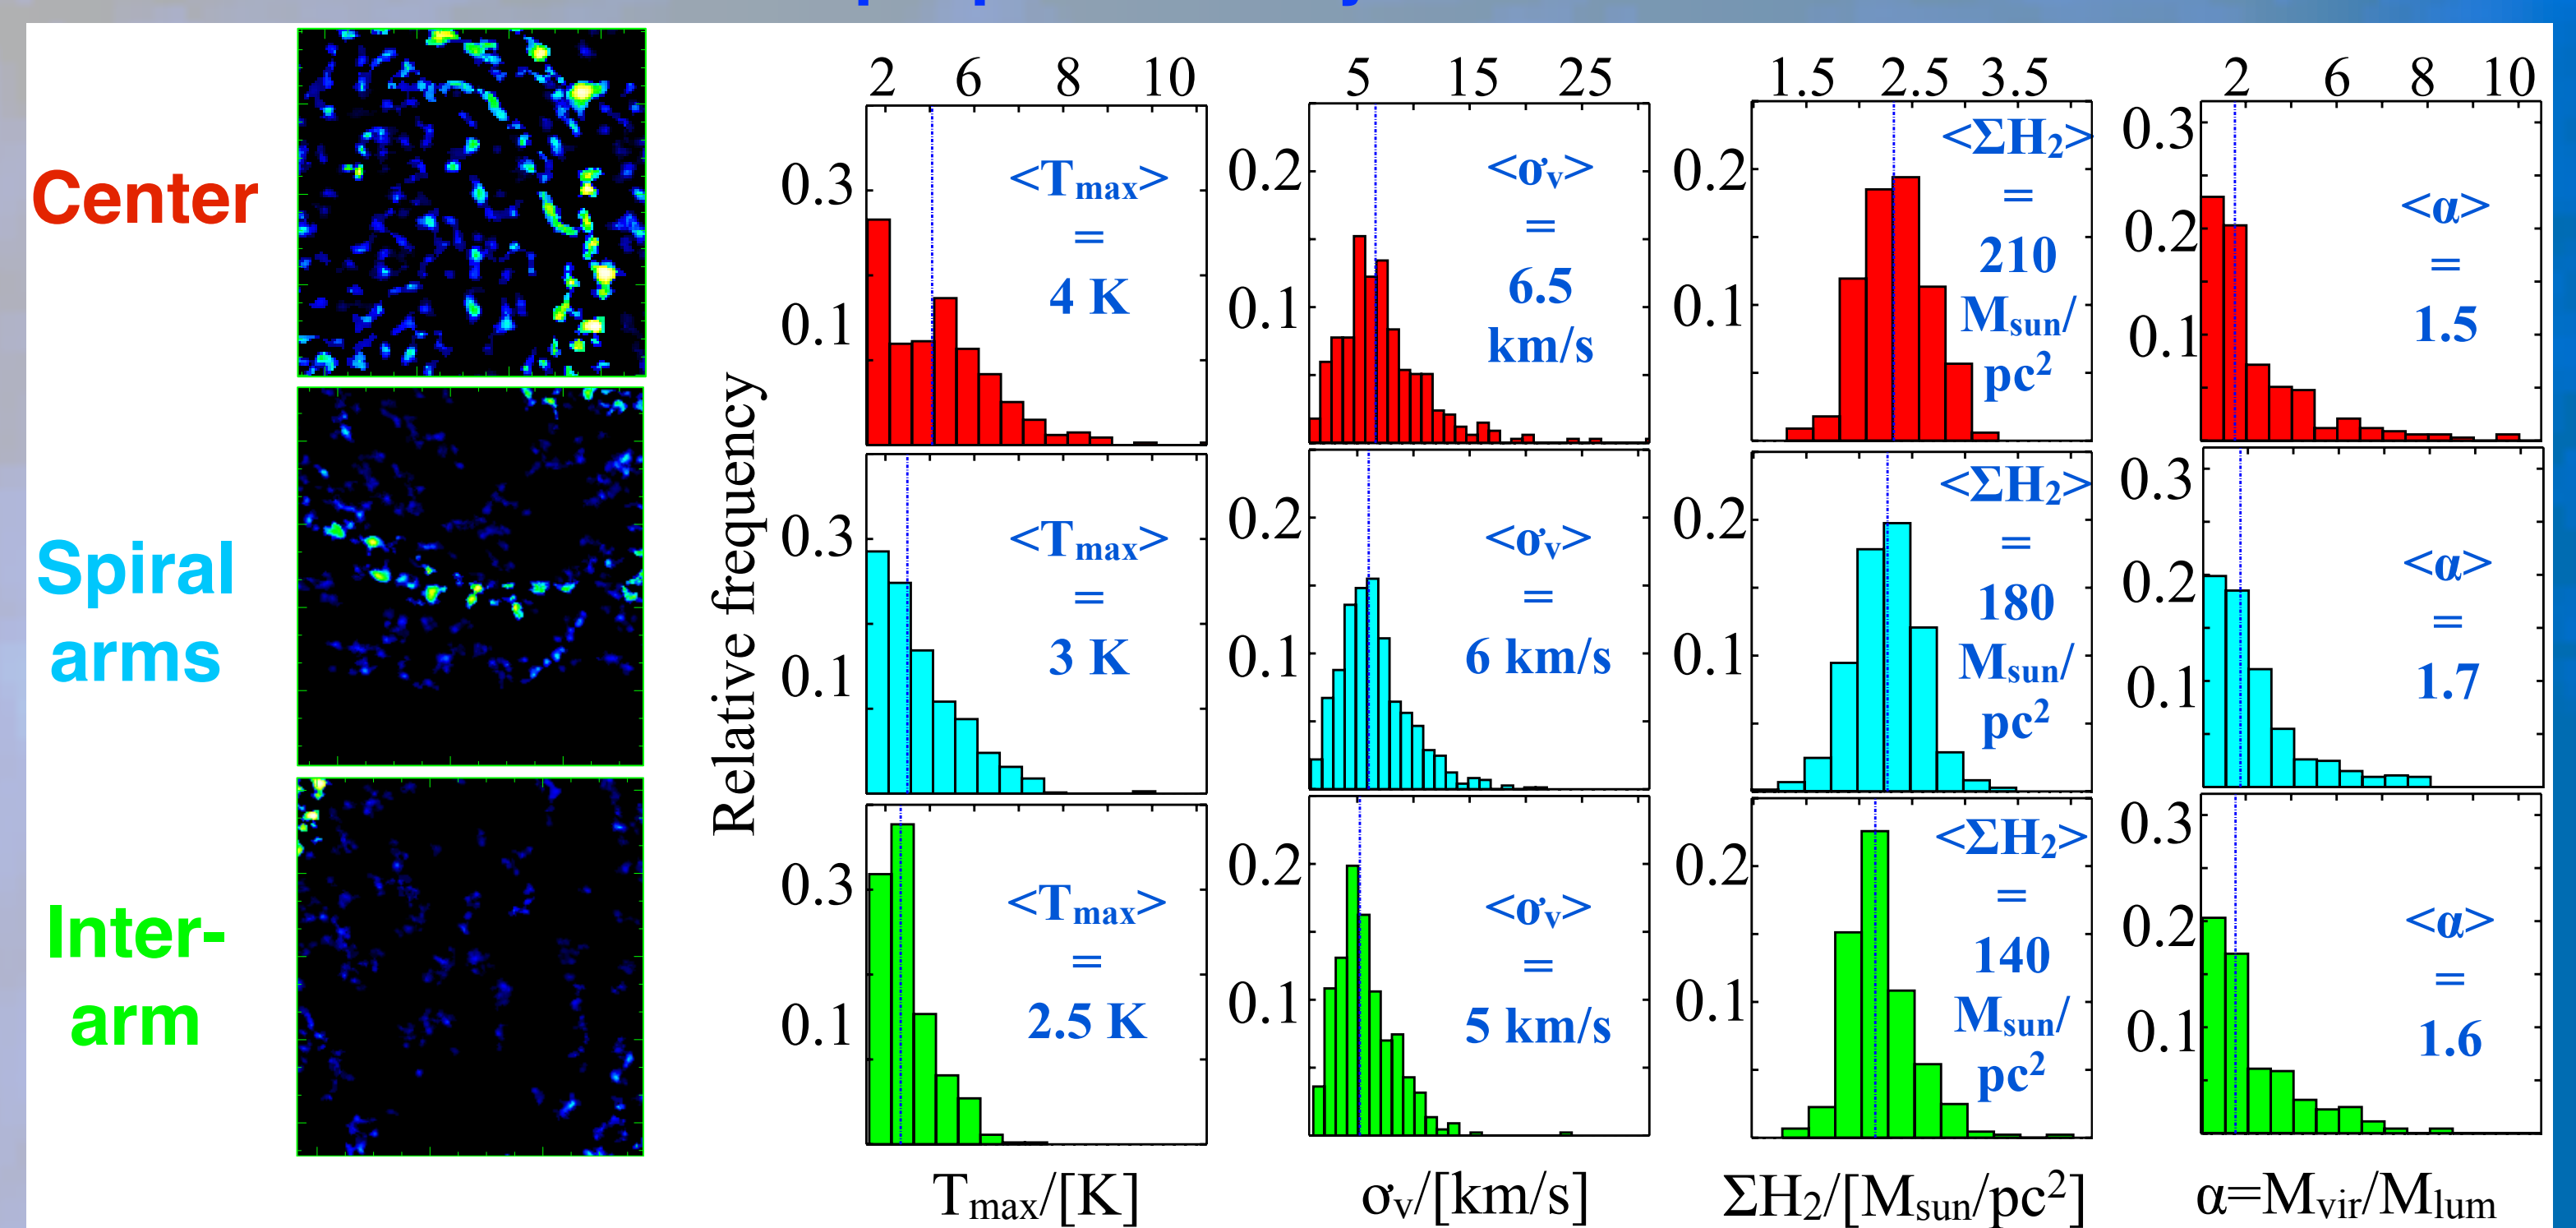 Center
Spiral
arms
Inter-
arm
Relative frequency
2 6 8 10
0.3
0.1
<Tmax>
=
4 K
5 15 25
0.2
0.1
<σv>
=
6.5
km/s
1.5 2.5 3.5
0.2
0.1
<ΣH₂>
=
210
Msun/
pc²
2 6 8 10
0.3
0.2
0.1
<α>
=
1.5
0.3
0.1
<Tmax>
=
3 K
0.2
0.1
<σv>
=
6 km/s
0.2
0.1
<ΣH₂>
=
180
Msun/
pc²
0.3
0.2
0.1
<α>
=
1.7
0.3
0.1
<Tmax>
=
2.5 K
0.2
0.1
<σv>
=
5 km/s
0.2
0.1
<ΣH₂>
=
140
Msun/
pc²
0.3
0.2
0.1
<α>
=
1.6
Tmax/[K]
σv/[km/s]
ΣH₂/[Msun/pc²]
α=Mvir/Mlum